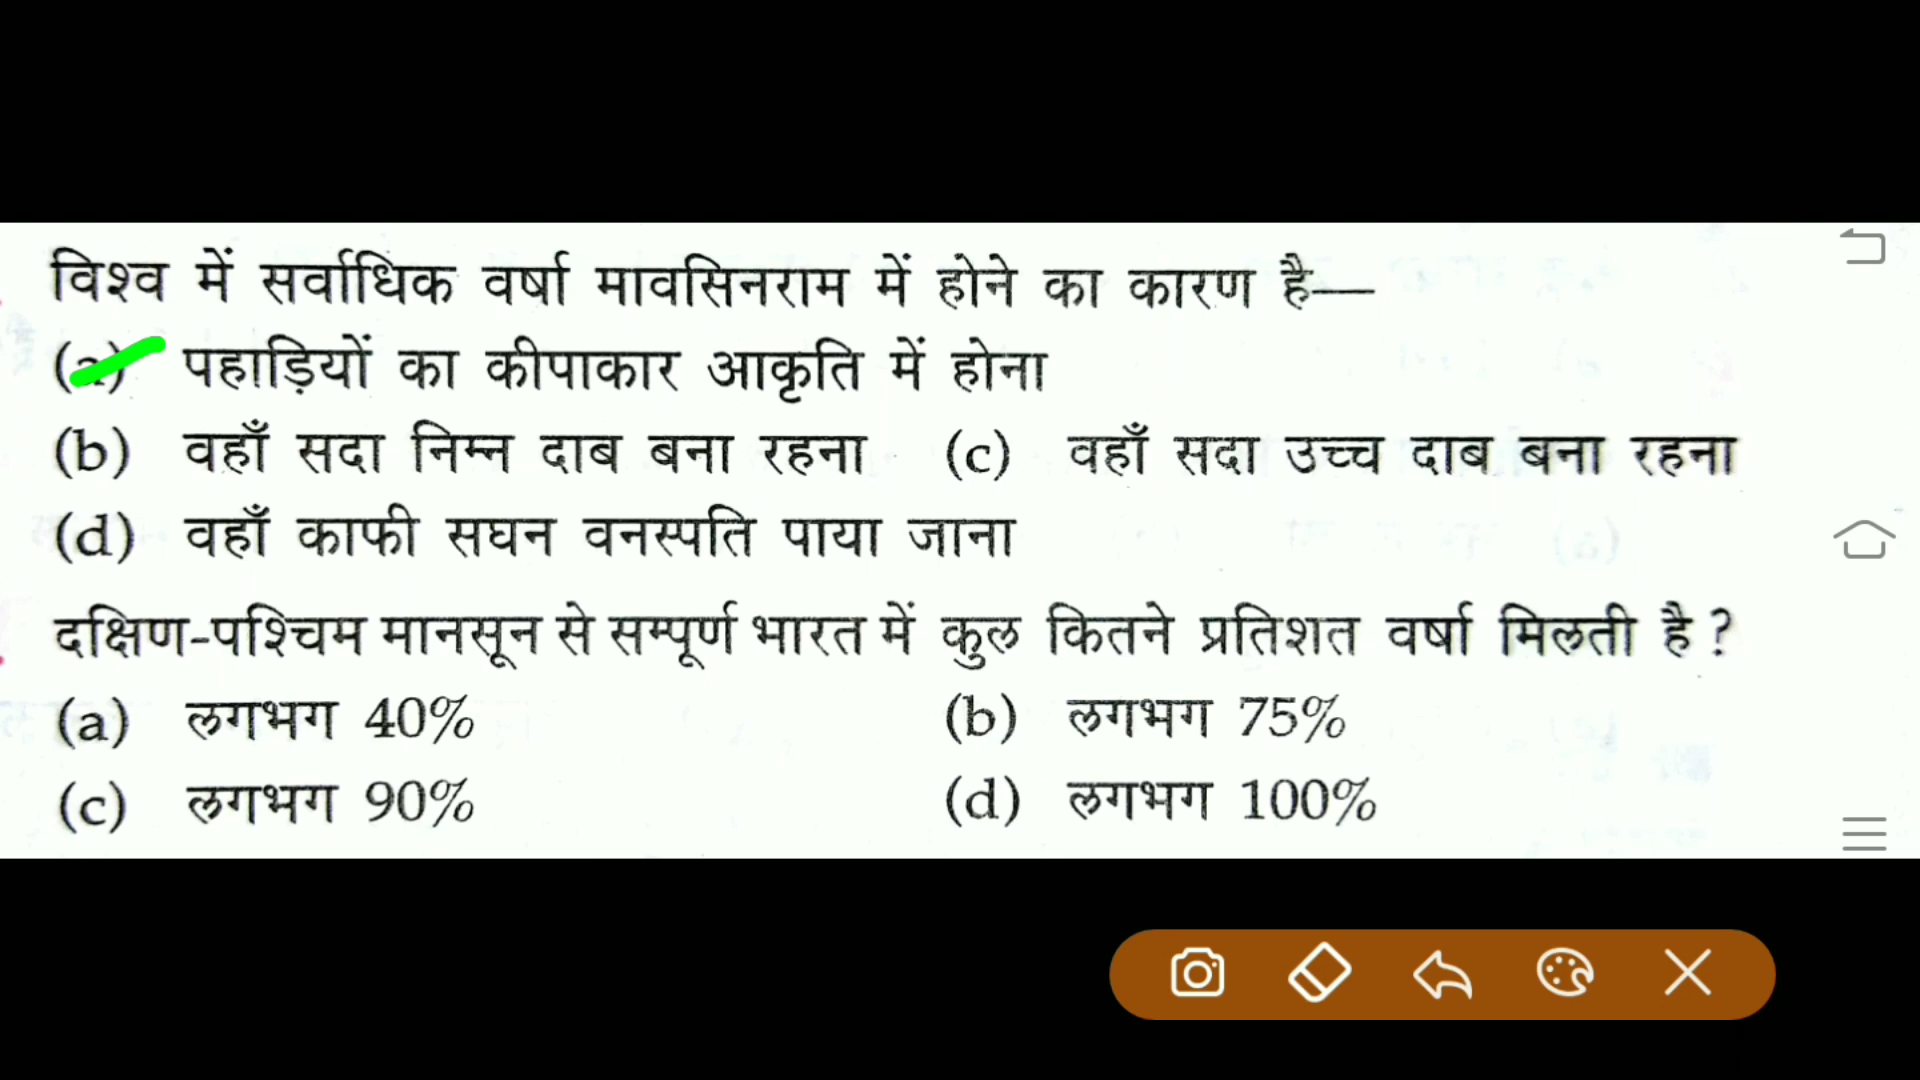 विश्व में सर्वाधिक वर्षा मावसिनराम में होने का कारण है—
(a) पहाड़ियों का कीपाकार आकृति में होना
(b) वहाँ सदा निम्न दाब बना रहना (c) वहाँ सदा उच्च दाब बना रहना
(d) वहाँ काफी सघन वनस्पति पाया जाना
दक्षिण-पश्चिम मानसून से सम्पूर्ण भारत में कुल कितने प्रतिशत वर्षा मिलती है ?
(a) लगभग 40% (b) लगभग 75%
(c) लगभग 90% (d) लगभग 100%